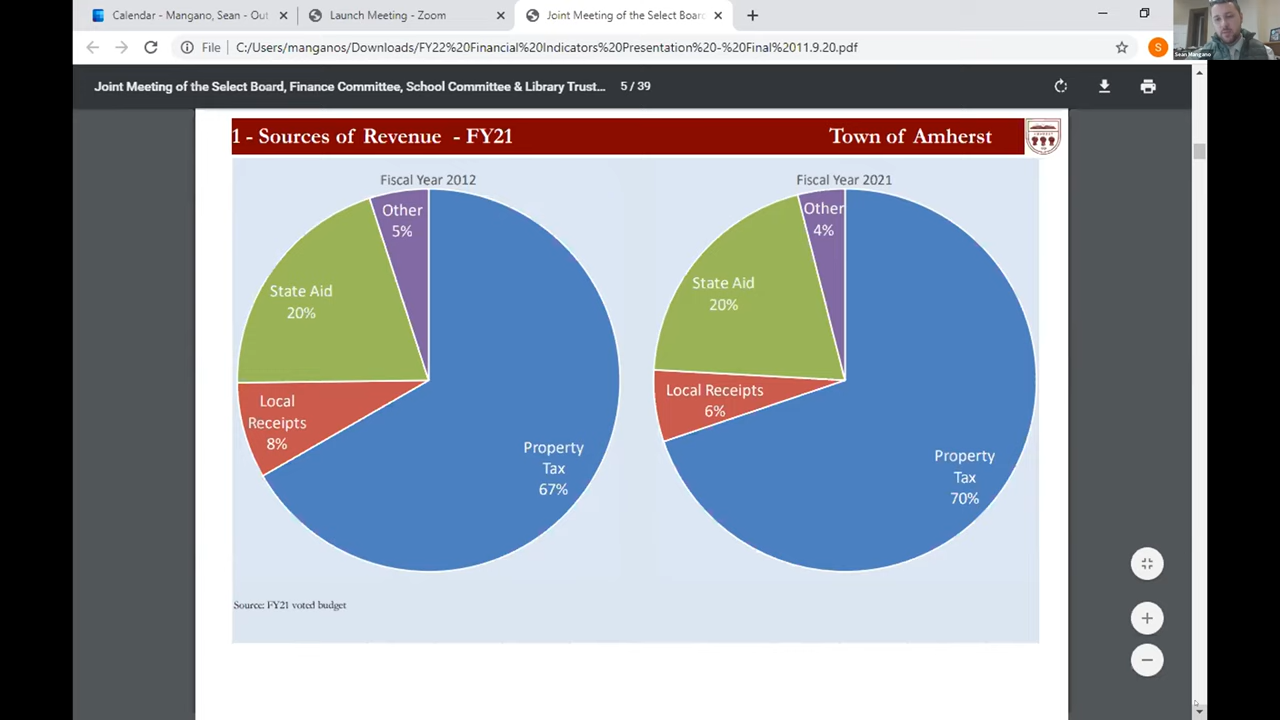 Calendar - Mangano, Sean - Out
Launch Meeting - Zoom
Joint Meeting of the Select Boar
File
C:/Users/manganos/Downloads/FY22%20Financial%20Indicators%20Presentation%20-%20Final%2011.9.20.pdf
S
Sean Mangano
Joint Meeting of the Select Board, Finance Committee, School Committee & Library Trust...
5 / 39
1 - Sources of Revenue - FY21
Town of Amherst
Fiscal Year 2012
Other
5%
State Aid
20%
Local
Receipts
8%
Property
Tax
67%
Fiscal Year 2021
Other
4%
State Aid
20%
Local Receipts
6%
Property
Tax
70%
Source: FY21 voted budget